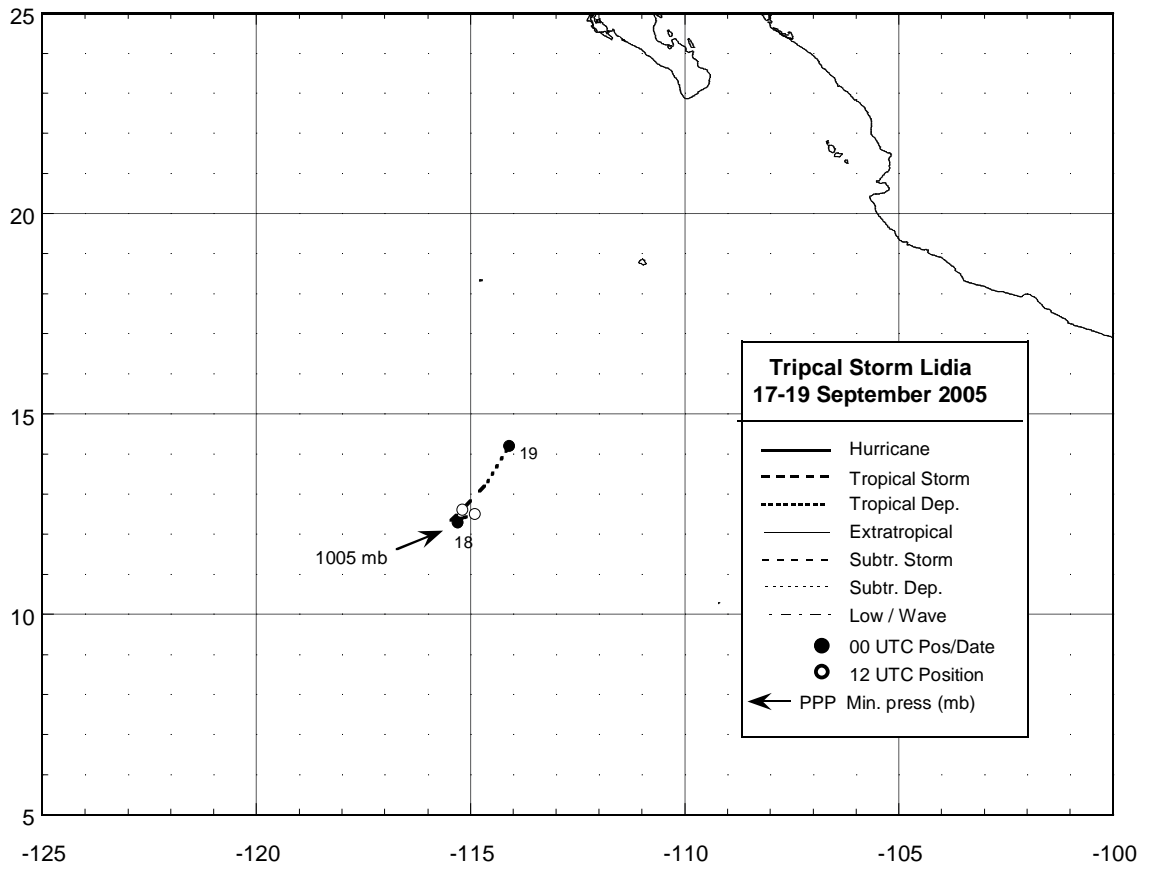 25
20
15
10
5
-125
-120
-115
-110
-105
-100
19
18
1005 mb
Tripcal Storm Lidia
17-19 September 2005
Hurricane
Tropical Storm
Tropical Dep.
Extratropical
Subtr. Storm
Subtr. Dep.
Low / Wave
00 UTC Pos/Date
12 UTC Position
PPP Min. press (mb)